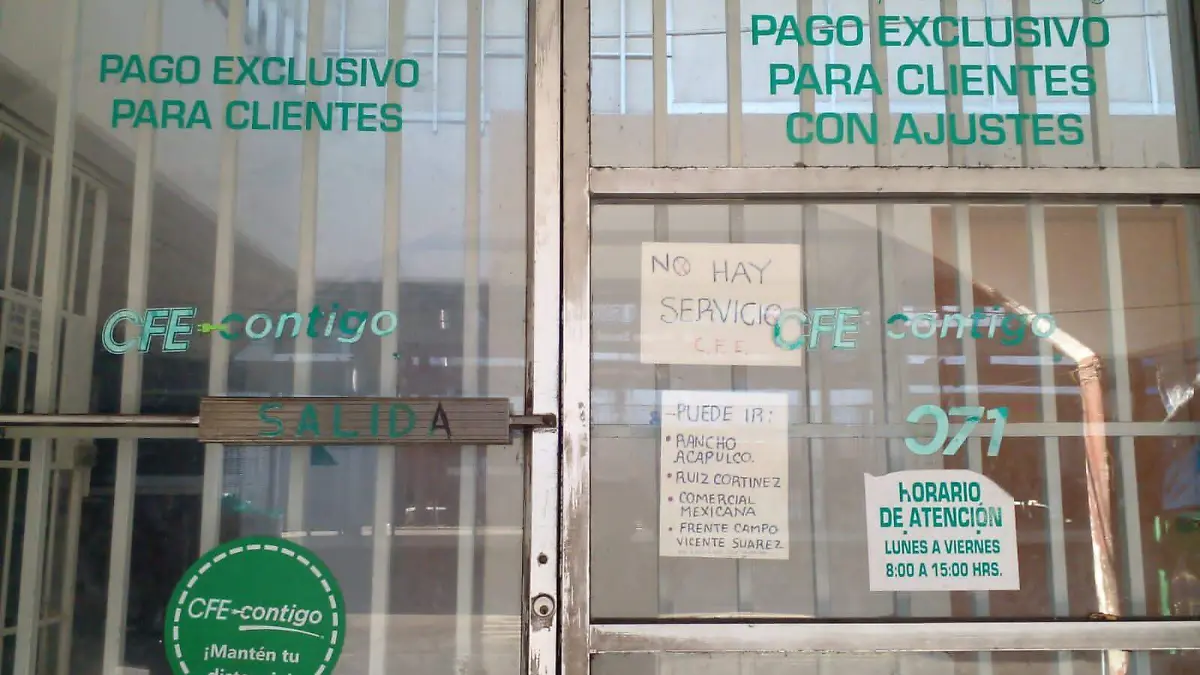 PAGO EXCLUSIVO
PARA CLIENTES
CFE contigo
SALIDA
CFE contigo
¡Mantén tu
PAGO EXCLUSIVO
PARA CLIENTES
CON AJUSTES
NO HAY
SERVICIO
C.F.E.
CFE contigo
071
-PUEDE IR:
• RANCHO
ACAPULCO.
• RUIZ CORTINEZ
• COMERCIAL
MEXICANA
• FRENTE CAMPO
VICENTE SUAREZ
HORARIO
DE ATENCIÓN
LUNES A VIERNES
8:00 A 15:00 HRS.